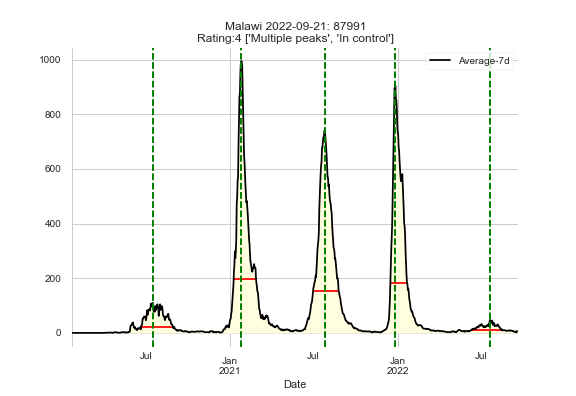 Malawi 2022-09-21: 87991
Rating:4 ['Multiple peaks', 'In control']
Average-7d
1000
800
600
400
200
0
Jul
Jan
2021
Jul
Jan
2022
Jul
Date